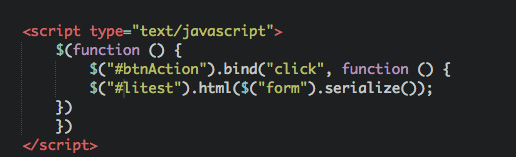 <script type="text/javascript">
$(function () {
$("#btnAction").bind("click", function () {
$("#litest").html($("form").serialize());
})
})
</script>